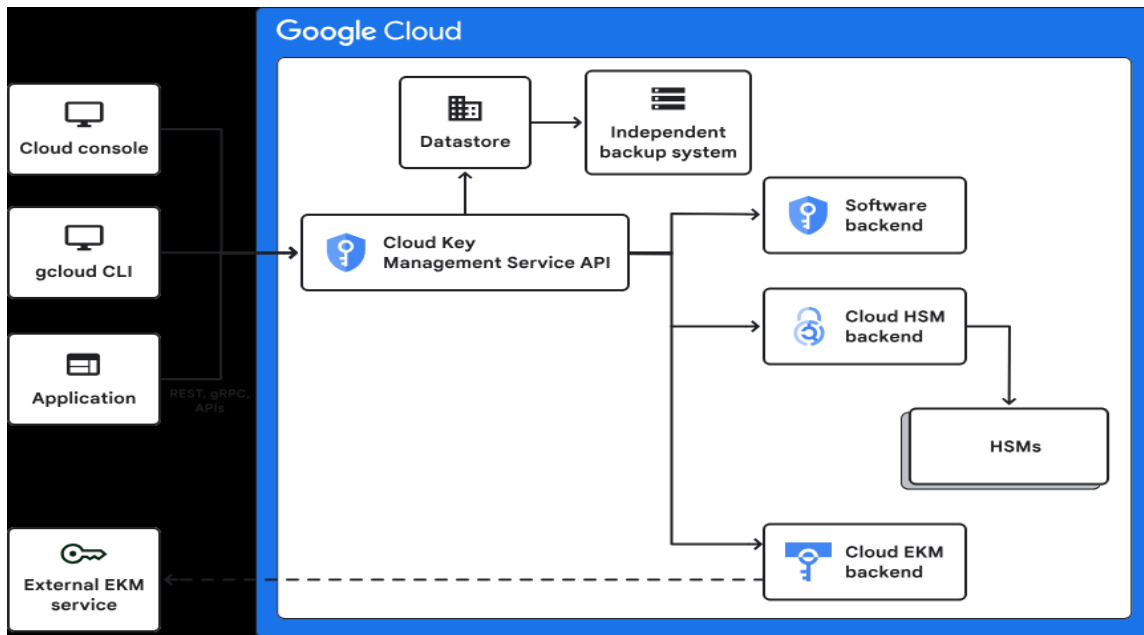 Google Cloud
Cloud console
gcloud CLI
Application
REST, gRPC,
APIs
External EKM
service
Datastore
Independent
backup system
Cloud Key
Management Service API
Software
backend
Cloud HSM
backend
HSMs
Cloud EKM
backend